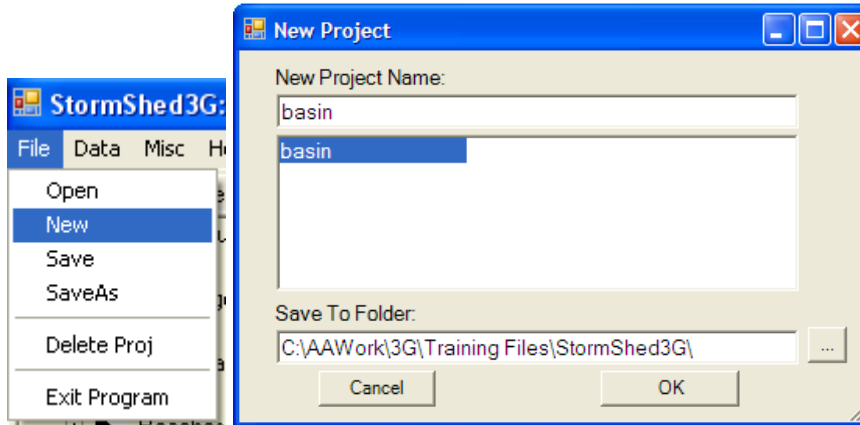 StormShed3G:
File Data Misc
Open
New
Save
SaveAs
Delete Proj
Exit Program
New Project
New Project Name:
basin
basin
Save To Folder:
C:\AAWork\3G\Training Files\StormShed3G\
...
Cancel OK